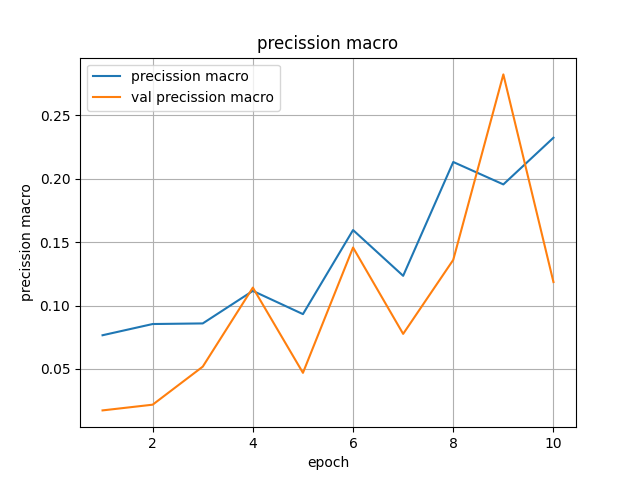 precission macro
precission macro
val precission macro
0.25
0.20
0.15
0.10
0.05
precission macro
2 4 6 8 10
epoch